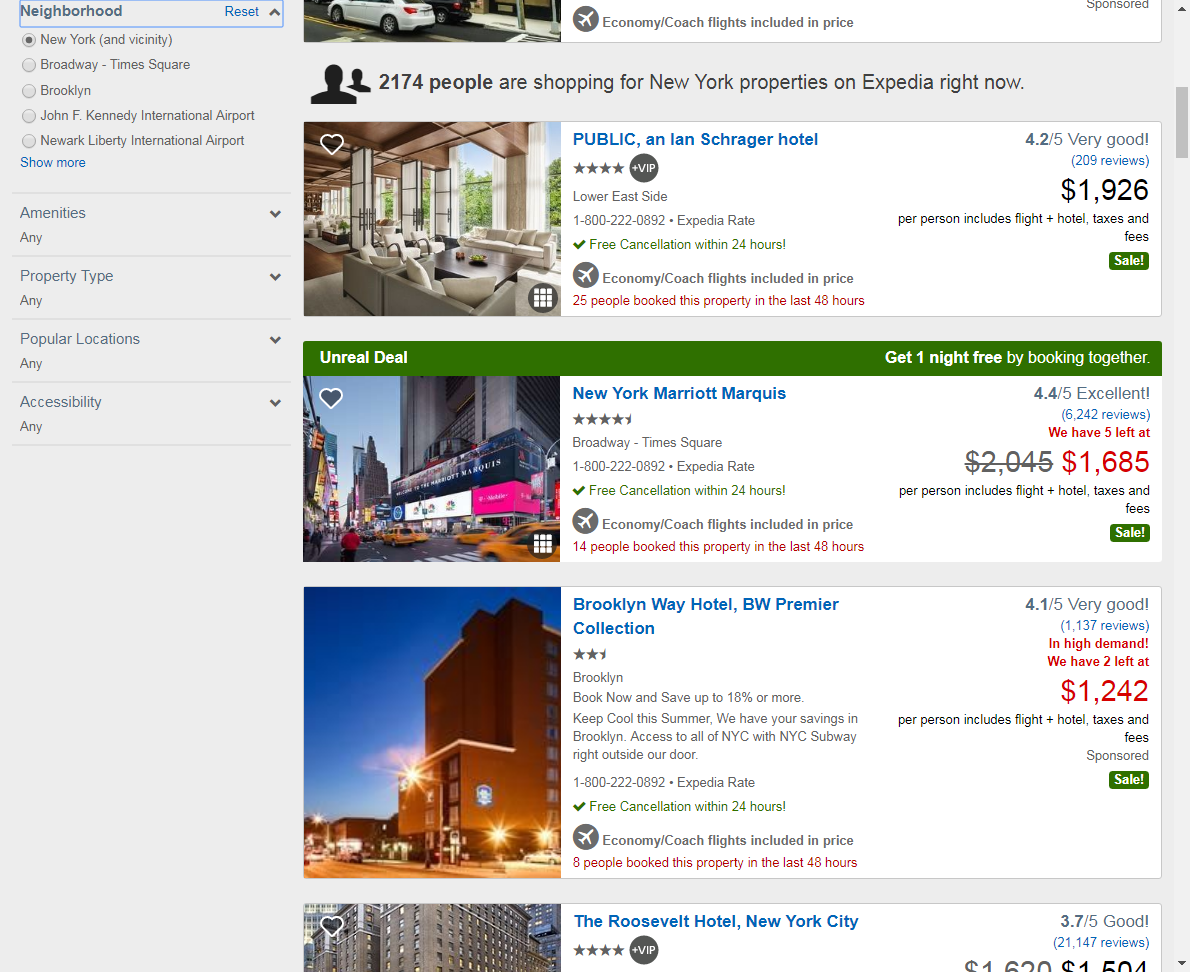 Neighborhood Reset
New York (and vicinity)
Broadway - Times Square
Brooklyn
John F. Kennedy International Airport
Newark Liberty International Airport
Show more
Amenities
Any
Property Type
Any
Popular Locations
Any
Accessibility
Any
Sponsored
Economy/Coach flights included in price
2174 people are shopping for New York properties on Expedia right now.
PUBLIC, an Ian Schrager hotel
+VIP
Lower East Side
1-800-222-0892 • Expedia Rate
Free Cancellation within 24 hours!
Economy/Coach flights included in price
25 people booked this property in the last 48 hours
4.2/5 Very good!
(209 reviews)
$1,926
per person includes flight + hotel, taxes and
fees
Sale!
Unreal Deal
Get 1 night free by booking together.
WELCOME TO THE MARRIOTT MARQUIS
T-Mobile
New York Marriott Marquis
Broadway - Times Square
1-800-222-0892 • Expedia Rate
Free Cancellation within 24 hours!
Economy/Coach flights included in price
14 people booked this property in the last 48 hours
4.4/5 Excellent!
(6,242 reviews)
We have 5 left at
$2,045 $1,685
per person includes flight + hotel, taxes and
fees
Sale!
Brooklyn Way Hotel, BW Premier
Collection
Brooklyn
Book Now and Save up to 18% or more.
Keep Cool this Summer, We have your savings in
Brooklyn. Access to all of NYC with NYC Subway
right outside our door.
1-800-222-0892 • Expedia Rate
Free Cancellation within 24 hours!
Economy/Coach flights included in price
8 people booked this property in the last 48 hours
4.1/5 Very good!
(1,137 reviews)
In high demand!
We have 2 left at
$1,242
per person includes flight + hotel, taxes and
fees
Sponsored
Sale!
The Roosevelt Hotel, New York City
+VIP
3.7/5 Good!
(21,147 reviews)
$1,620 $1,504